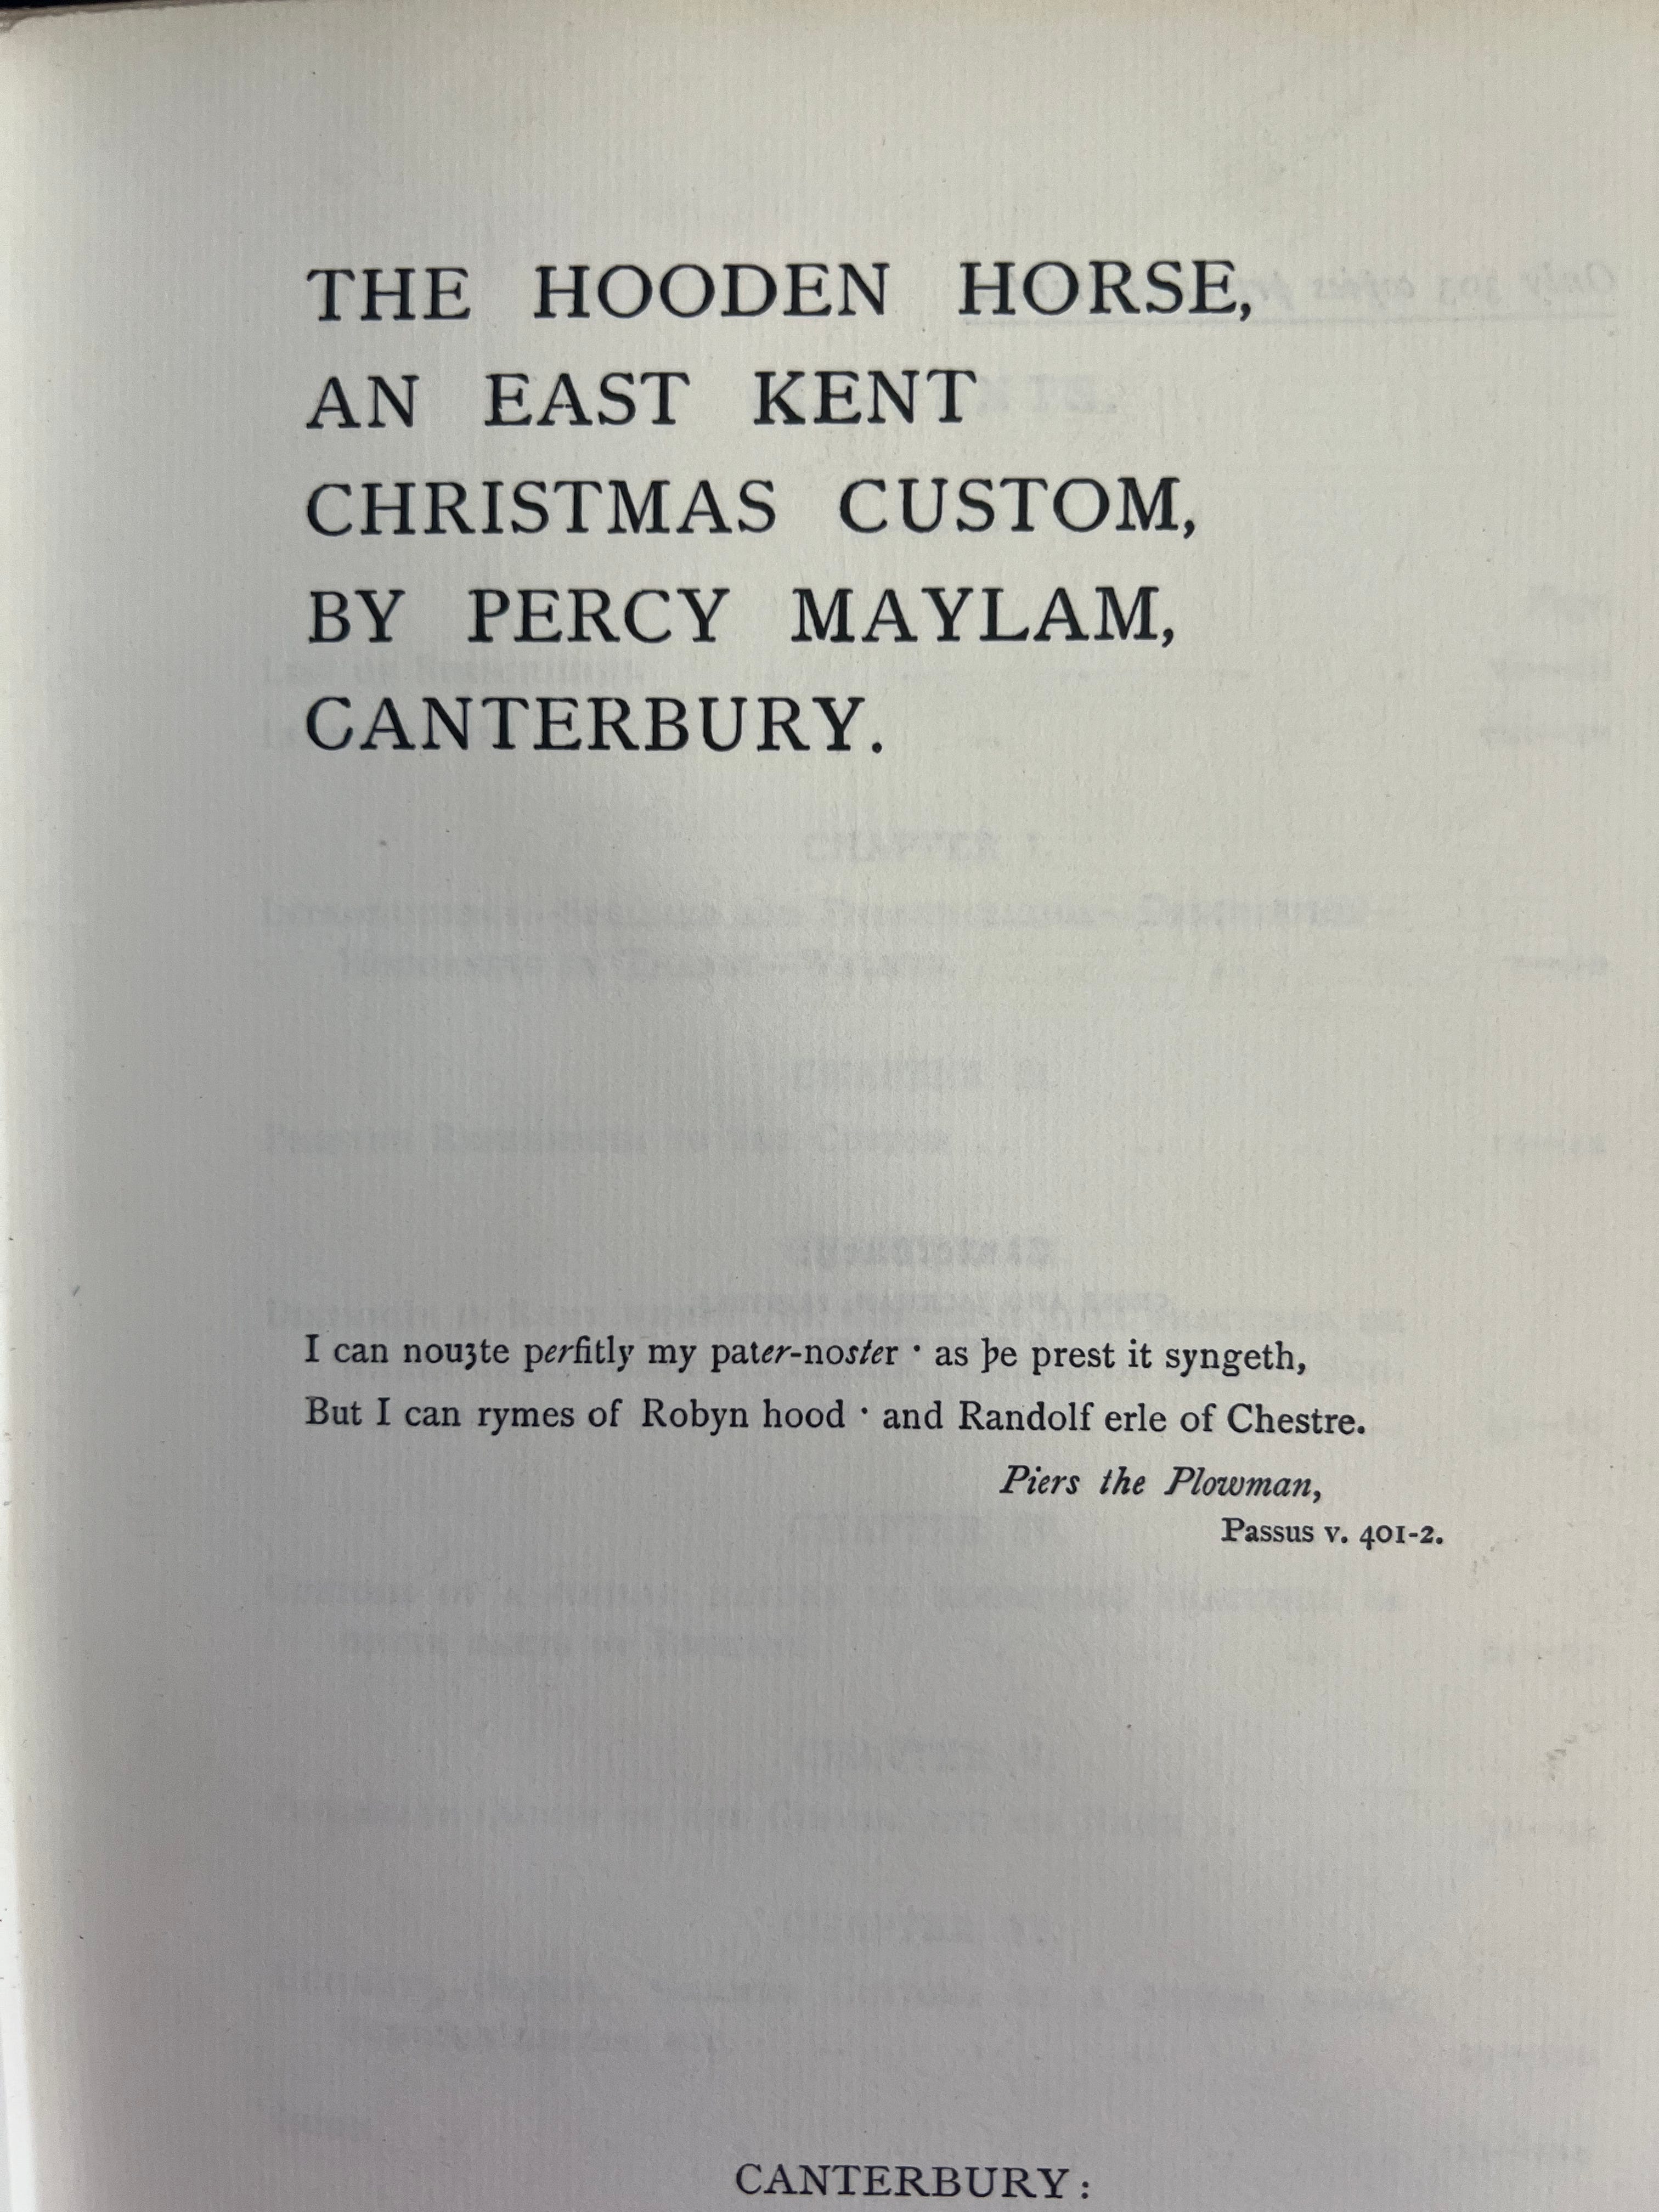 THE HOODEN HORSE,
AN EAST KENT
CHRISTMAS CUSTOM,
BY PERCY MAYLAM,
CANTERBURY.
I can nouȝte perfitly my pater-noster · as þe prest it syngeth,
But I can rymes of Robyn hood · and Randolf erle of Chestre.
Piers the Plowman,
Passus v. 401-2.
CANTERBURY: